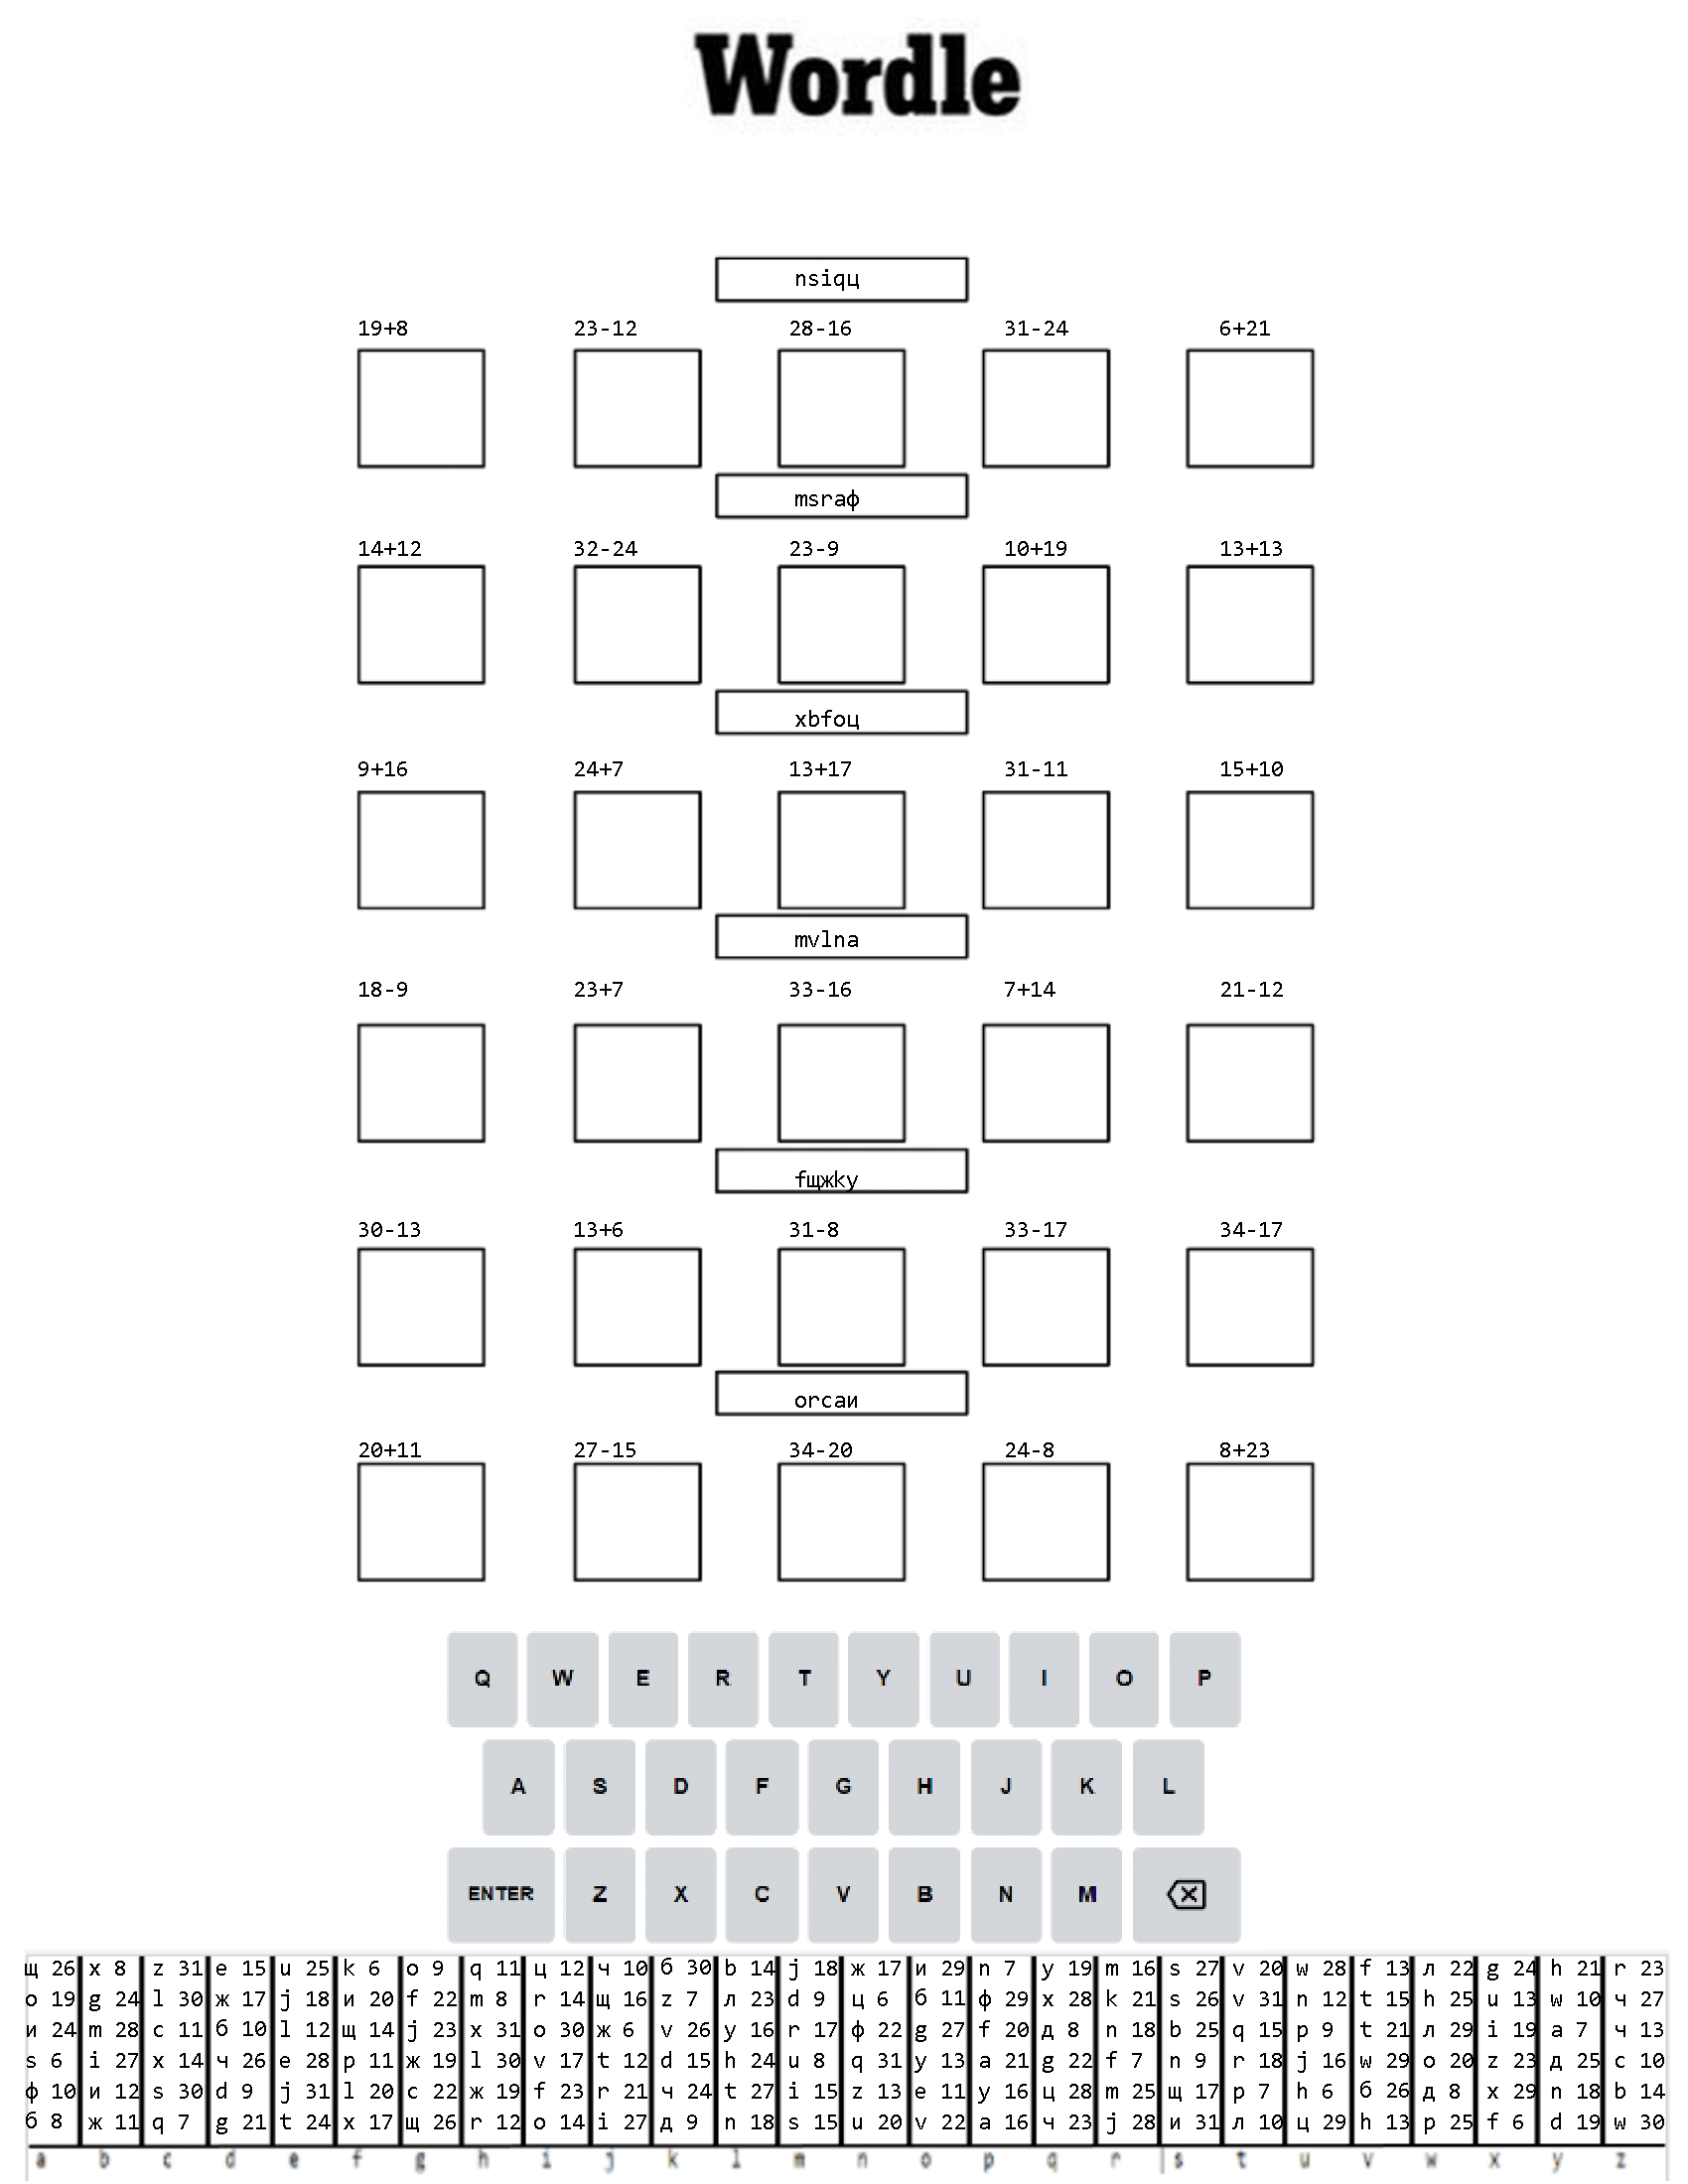 Wordle
nsiqц
19+8 23-12 28-16 31-24 6+21
msraф
14+12 32-24 23-9 10+19 13+13
xbfoц
9+16 24+7 13+17 31-11 15+10
mvlna
18-9 23+7 33-16 7+14 21-12
fщжky
30-13 13+6 31-8 33-17 34-17
orcaи
20+11 27-15 34-20 24-8 8+23
Q W E R T Y U I O P
A S D F G H J K L
ENTER Z X C V B N M
щ 26 x 8 z 31 e 15 u 25 k 6 o 9 q 11 ц 12 ч 10 б 30 b 14 j 18 ж 17 и 29 n 7 y 19 m 16 s 27 v 20 w 28 f 13 л 22 g 24 h 21 r 23
o 19 g 24 l 30 ж 17 j 18 и 20 f 22 m 8 r 14 щ 16 z 7 л 23 d 9 ц 6 б 11 ф 29 x 28 k 21 s 26 v 31 n 12 t 15 h 25 u 13 w 10 ч 27
и 24 m 28 c 11 б 10 l 12 щ 14 j 23 x 31 o 30 ж 6 v 26 y 16 r 17 ф 22 g 27 f 20 д 8 n 18 b 25 q 15 p 9 t 21 л 29 i 19 a 7 ч 13
s 6 i 27 x 14 ч 26 e 28 p 11 ж 19 l 30 v 17 t 12 d 15 h 24 u 8 q 31 y 13 a 21 g 22 f 7 n 9 r 18 j 16 w 29 o 20 z 23 д 25 c 10
ф 10 и 12 s 30 d 9 j 31 l 20 c 22 ж 19 f 23 r 21 ч 24 t 27 i 15 z 13 e 11 y 16 ц 28 m 25 щ 17 p 7 h 6 б 26 д 8 x 29 n 18 b 14
б 8 ж 11 q 7 g 21 t 24 x 17 щ 26 r 12 o 14 i 27 д 9 n 18 s 15 u 20 v 22 a 16 ч 23 j 28 и 31 л 10 ц 29 h 13 p 25 f 6 d 19 w 30
a b c d e f g h i j k l m n o p q r s t u v w x y z